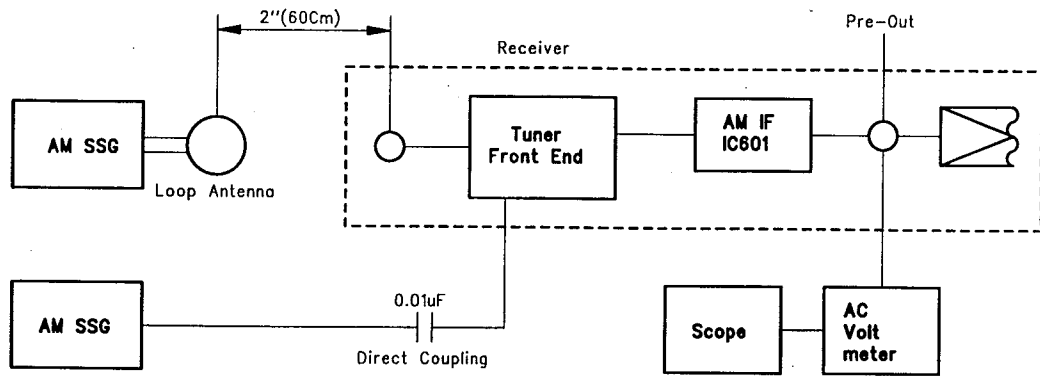 2"(60Cm)
Pre-Out
Receiver
AM SSG
Loop Antenna
Tuner
Front End
AM IF
IC601
AM SSG
0.01uF
Direct Coupling
Scope
AC
Volt
meter